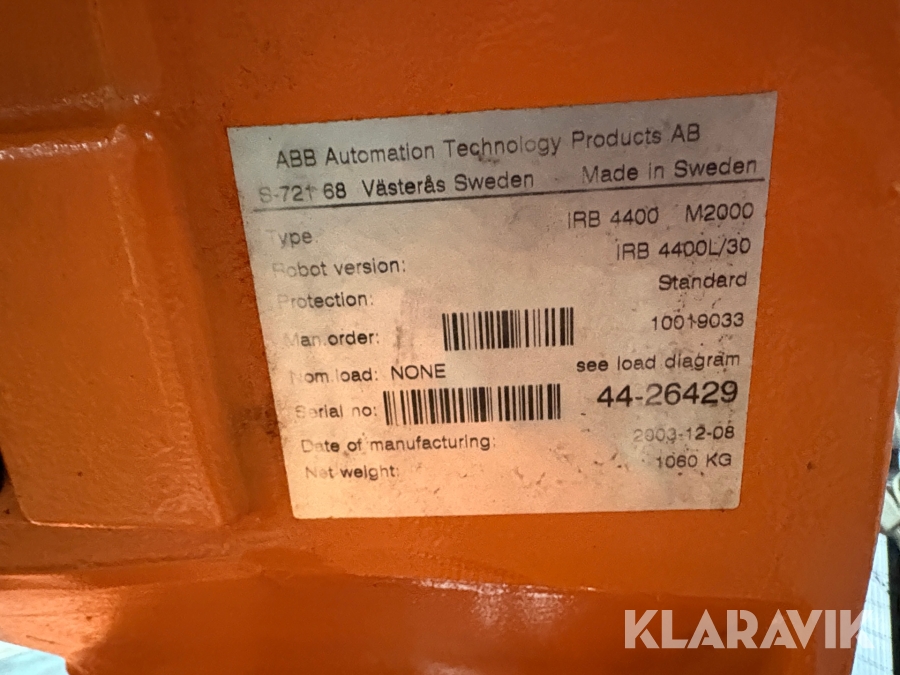 ABB Automation Technology Products AB
S-721 68 Västerås Sweden Made in Sweden
Type: IRB 4400 M2000
Robot version: IRB 4400L/30
Protection: Standard
Man.order: 10019033
Nom.load: NONE see load diagram
Serial no: 44-26429
Date of manufacturing: 2003-12-08
Net weight: 1060 KG
KLARAVIK